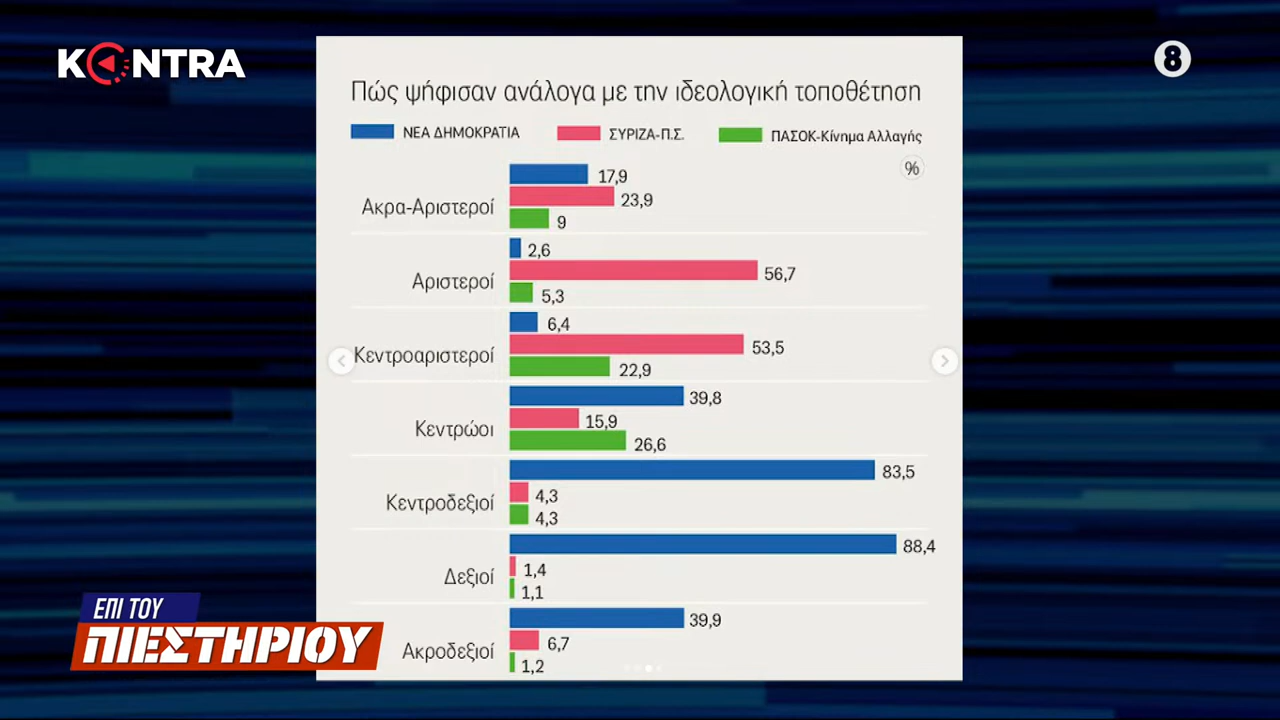 KONTRA
8
Πώς ψήφισαν ανάλογα με την ιδεολογική τοποθέτηση
ΝΕΑ ΔΗΜΟΚΡΑΤΙΑ ΣΥΡΙΖΑ-Π.Σ. ΠΑΣΟΚ-Κίνημα Αλλαγής
%
Ακρα-Αριστεροί
17,9
23,9
9
Αριστεροί
2,6
56,7
5,3
Κεντροαριστεροί
6,4
53,5
22,9
Κεντρώοι
39,8
15,9
26,6
Κεντροδεξιοί
83,5
4,3
4,3
Δεξιοί
88,4
1,4
1,1
Ακροδεξιοί
39,9
6,7
1,2
ΕΠΙ ΤΟΥ
ΠΙΕΣΤΗΡΙΟΥ